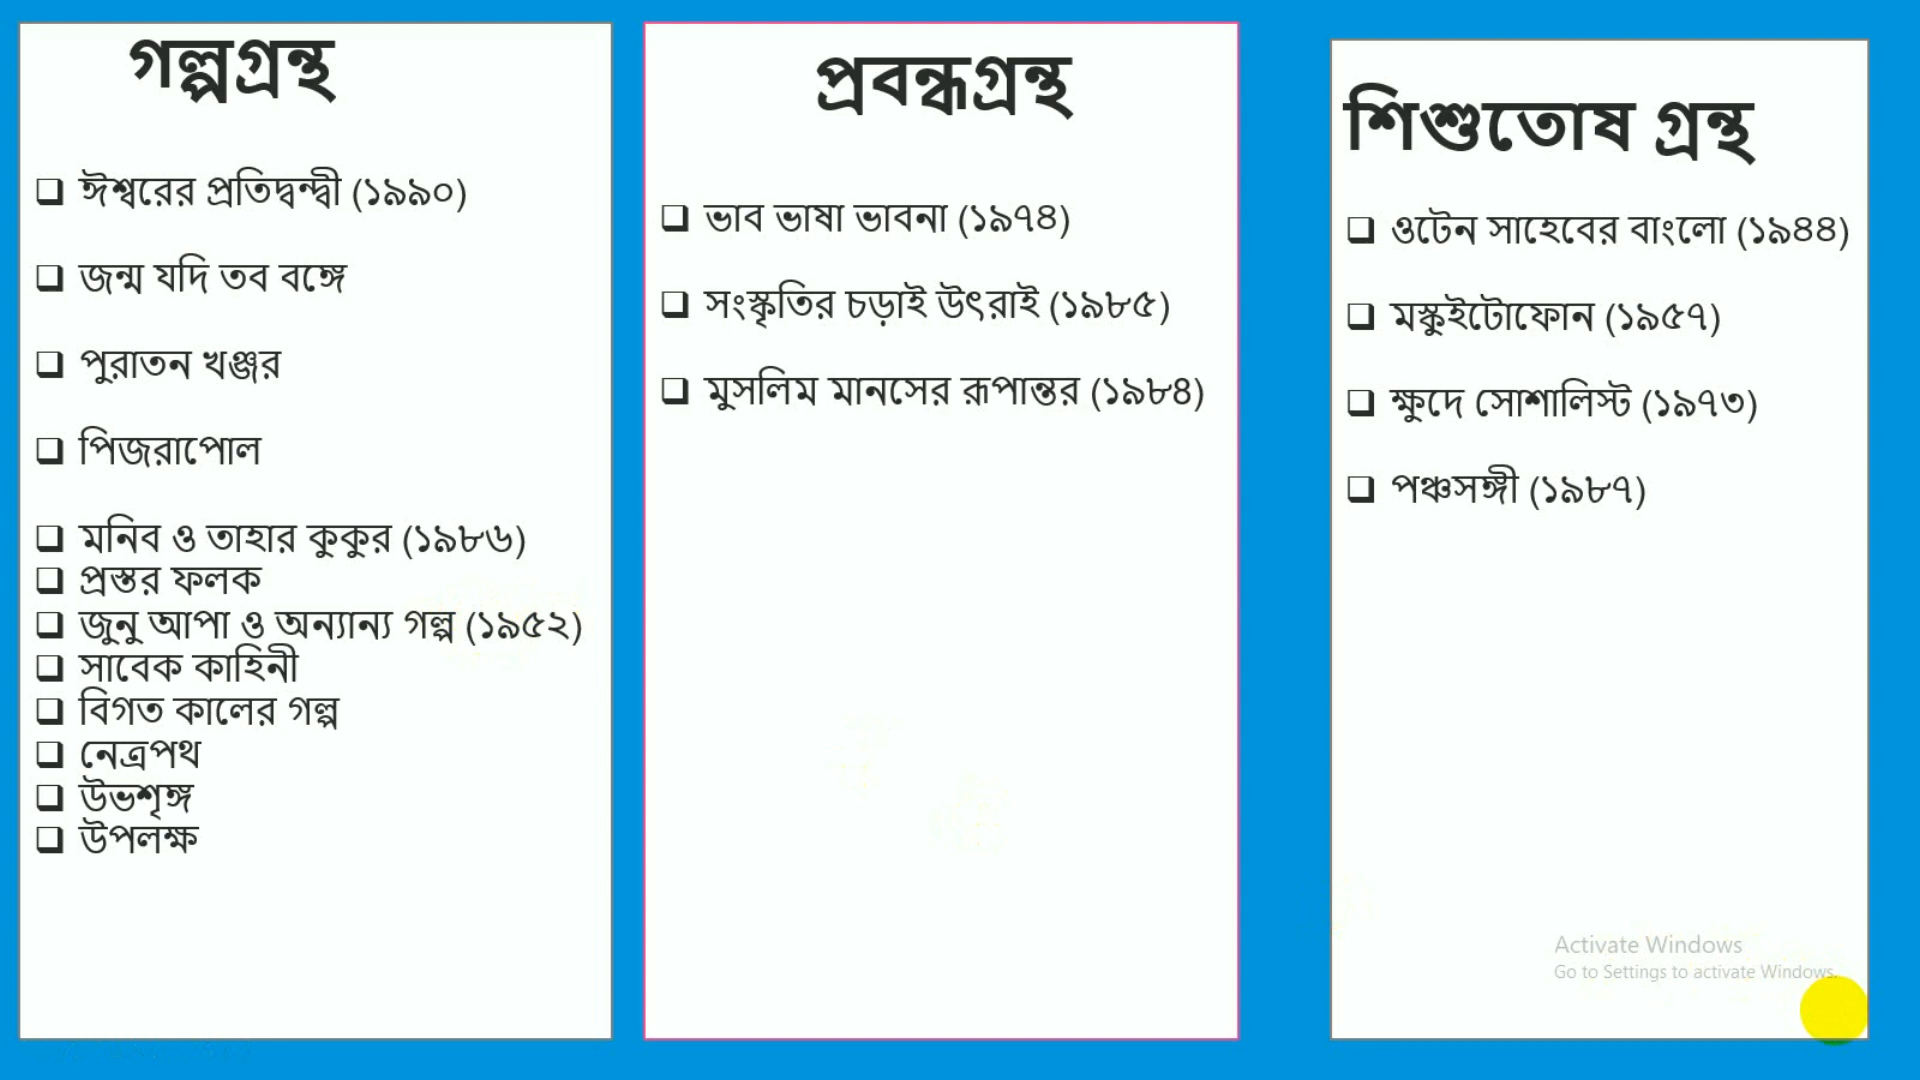 গল্পগ্রন্থ
❑ ঈশ্বরের প্রতিদ্বন্দ্বী (১৯৯০)
❑ জন্ম যদি তব বঙ্গে
❑ পুরাতন খঞ্জর
❑ পিজরাপোল
❑ মনিব ও তাহার কুকুর (১৯৮৬)
❑ প্রস্তর ফলক
❑ জুনু আপা ও অন্যান্য গল্প (১৯৫২)
❑ সাবেক কাহিনী
❑ বিগত কালের গল্প
❑ নেত্রপথ
❑ উভশৃঙ্গ
❑ উপলক্ষ
প্রবন্ধগ্রন্থ
❑ ভাব ভাষা ভাবনা (১৯৭৪)
❑ সংস্কৃতির চড়াই উৎরাই (১৯৮৫)
❑ মুসলিম মানসের রূপান্তর (১৯৮৪)
শিশুতোষ গ্রন্থ
❑ ওটেন সাহেবের বাংলো (১৯৪৪)
❑ মস্কুইটোফোন (১৯৫৭)
❑ ক্ষুদে সোশালিস্ট (১৯৭৩)
❑ পঞ্চসঙ্গী (১৯৮৭)
Activate Windows
Go to Settings to activate Windows.